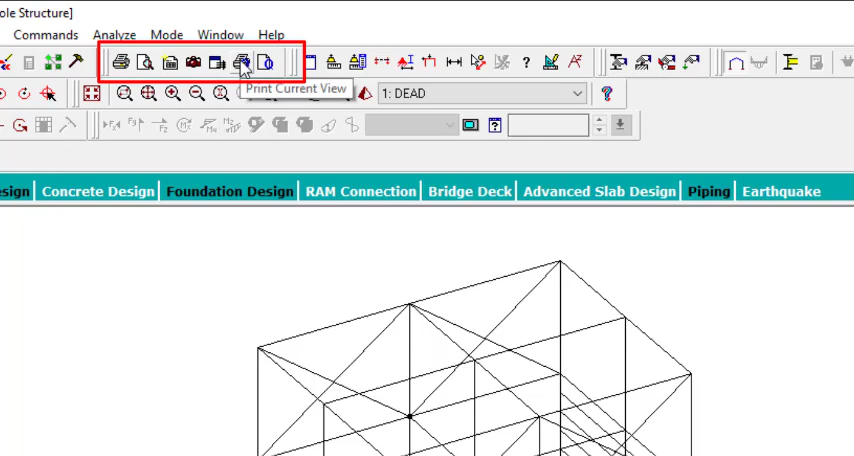 ole Structure]
Commands Analyze Mode Window Help
Print Current View
1: DEAD
esign Concrete Design Foundation Design RAM Connection Bridge Deck Advanced Slab Design Piping Earthquake